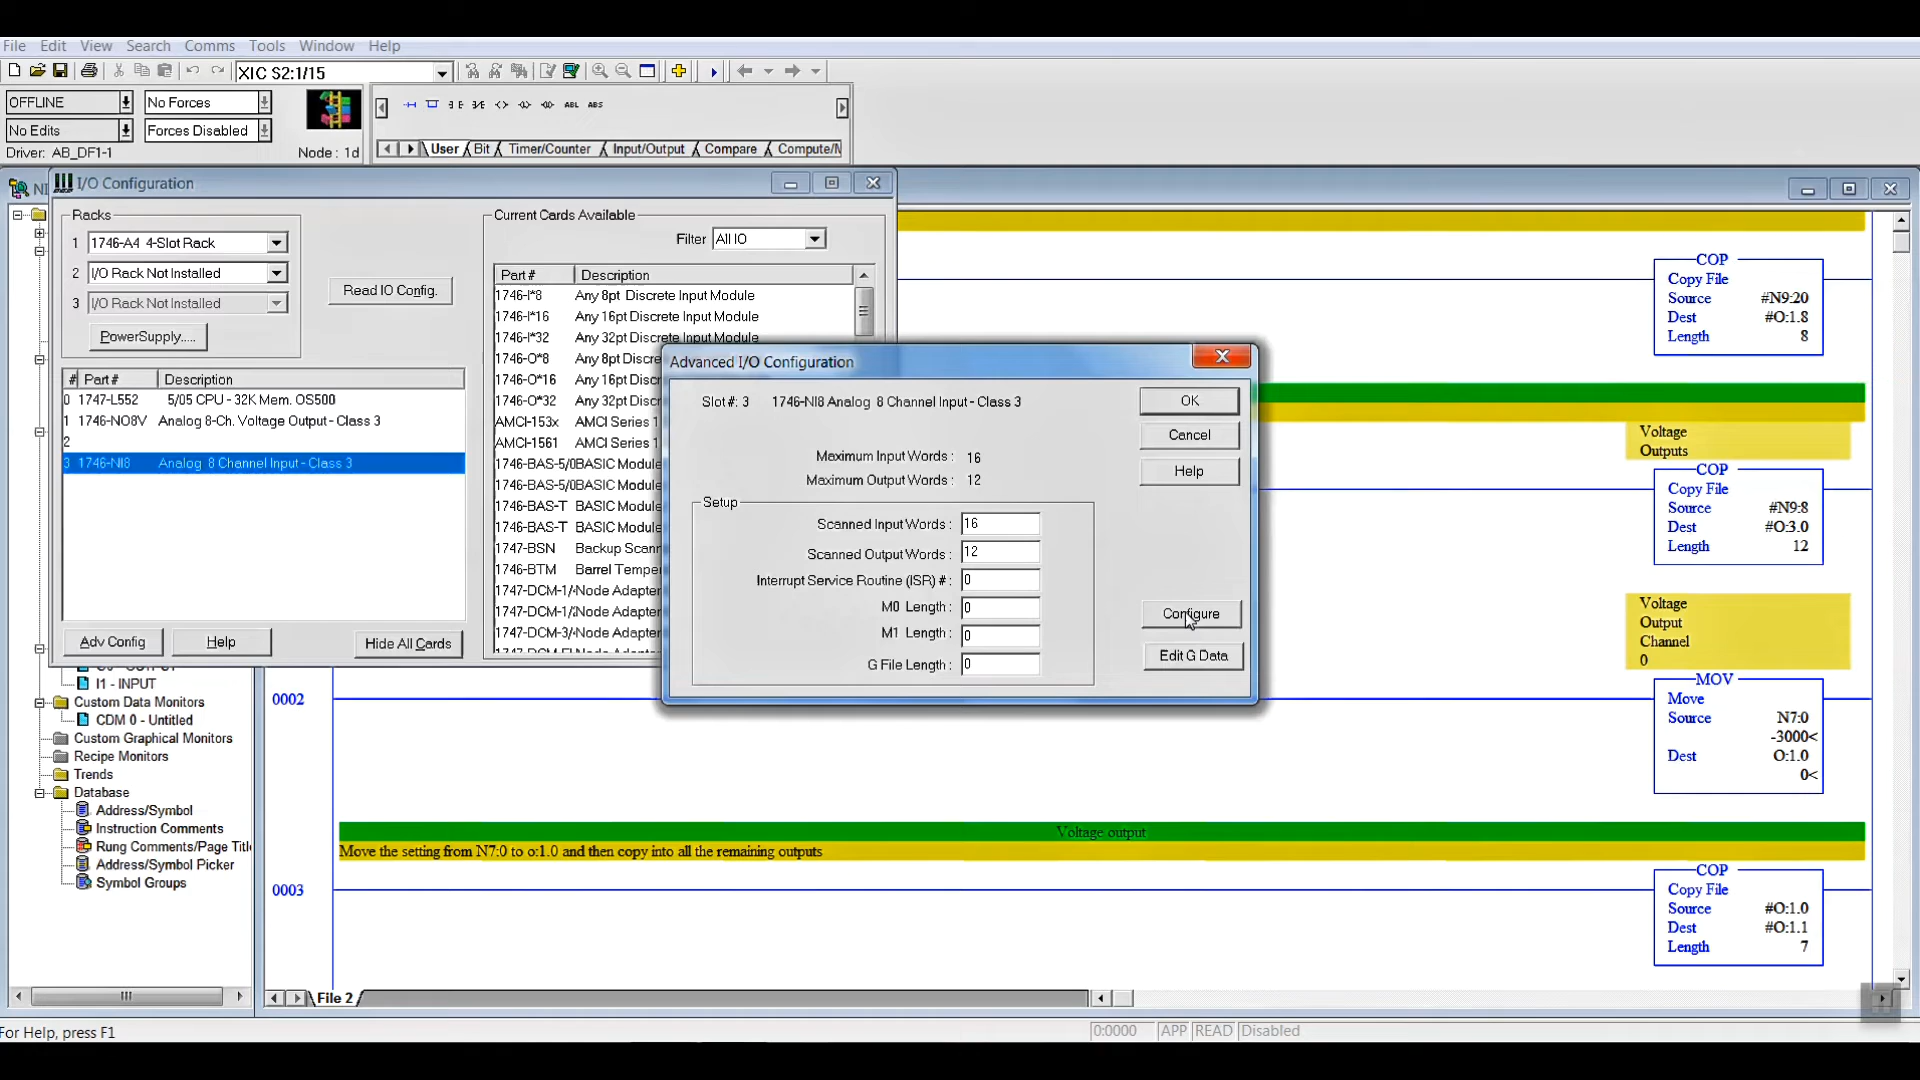 File Edit View Search Comms Tools Window Help
XIC S2:1/15
OFFLINE No Forces
No Edits Forces Disabled
Driver: AB_DF1-1 Node : 1d
User Bit Timer/Counter Input/Output Compare Compute/M
ABL ABS
NI
I/O Configuration
Racks
1 1746-A4 4-Slot Rack
2 I/O Rack Not Installed
3 I/O Rack Not Installed
PowerSupply....
Read IO Config.
Current Cards Available
Filter All IO
Part # Description
1746-I*8 Any 8pt Discrete Input Module
1746-I*16 Any 16pt Discrete Input Module
1746-I*32 Any 32pt Discrete Input Module
1746-O*8 Any 8pt Discre
1746-O*16 Any 16pt Disc
1746-O*32 Any 32pt Disc
AMCI-153x AMCI Series 1
AMCI-1561 AMCI Series 1
1746-BAS-5/0 BASIC Module
1746-BAS-5/0 BASIC Module
1746-BAS-T BASIC Module
1746-BAS-T BASIC Module
1747-BSN Backup Scann
1746-BTM Barrel Temper
1747-DCM-1/ Node Adapter
1747-DCM-1/ Node Adapter
1747-DCM-3/ Node Adapter
# Part # Description
0 1747-L552 5/05 CPU - 32K Mem. OS500
1 1746-NO8V Analog 8-Ch. Voltage Output - Class 3
2
3 1746-NI8 Analog 8 Channel Input - Class 3
Adv Config Help Hide All Cards
Advanced I/O Configuration
Slot #: 3 1746-NI8 Analog 8 Channel Input - Class 3
Maximum Input Words : 16
Maximum Output Words : 12
Setup
Scanned Input Words : 16
Scanned Output Words : 12
Interrupt Service Routine (ISR) # : 0
M0 Length : 0
M1 Length : 0
G File Length : 0
OK
Cancel
Help
Configure
Edit G Data
I1 - INPUT
Custom Data Monitors
CDM 0 - Untitled
Custom Graphical Monitors
Recipe Monitors
Trends
Database
Address/Symbol
Instruction Comments
Rung Comments/Page Title
Address/Symbol Picker
Symbol Groups
COP
Copy File
Source #N9:20
Dest #O:1.8
Length 8
Voltage
Outputs
COP
Copy File
Source #N9:8
Dest #O:3.0
Length 12
Voltage
Output
Channel
0
0002
MOV
Move
Source N7:0
-3000<
Dest O:1.0
0<
Voltage output
Move the setting from N7:0 to o:1.0 and then copy into all the remaining outputs
0003
COP
Copy File
Source #O:1.0
Dest #O:1.1
Length 7
File 2
For Help, press F1
0:0000 APP READ Disabled